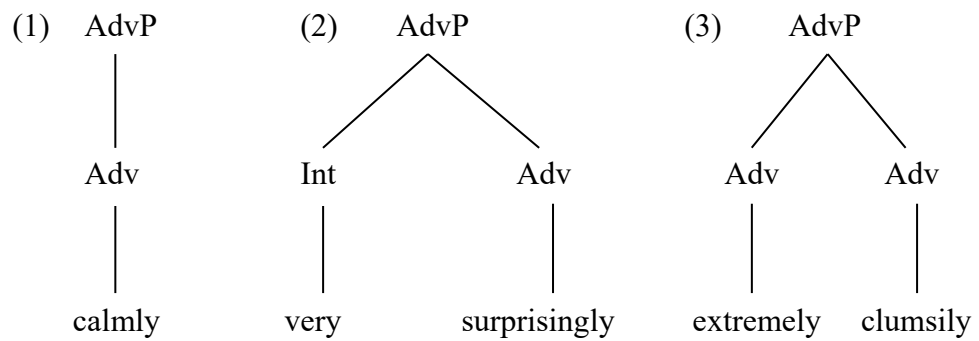 (1) AdvP (2) AdvP (3) AdvP
Adv Int Adv Adv Adv
calmly very surprisingly extremely clumsily